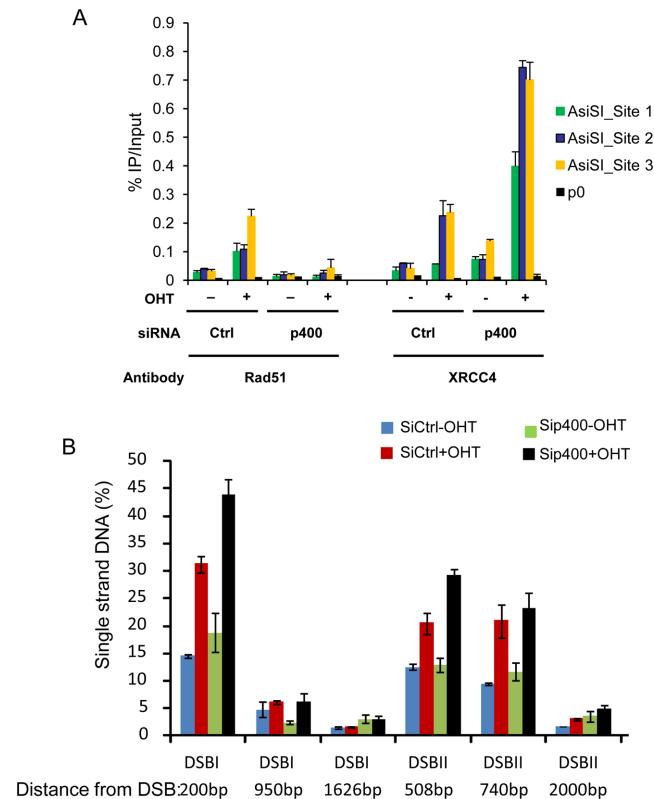 A
0.9
0.8
0.7
0.6
0.5
0.4
0.3
0.2
0.1
0
% IP/Input
AsiSI_Site 1
AsiSI_Site 2
AsiSI_Site 3
p0
OHT – + – + - + - +
siRNA Ctrl p400 Ctrl p400
Antibody Rad51 XRCC4
B
SiCtrl-OHT Sip400-OHT
SiCtrl+OHT Sip400+OHT
50
45
40
35
30
25
20
15
10
5
0
Single strand DNA (%)
DSBI DSBI DSBI DSBII DSBII DSBII
Distance from DSB: 200bp 950bp 1626bp 508bp 740bp 2000bp